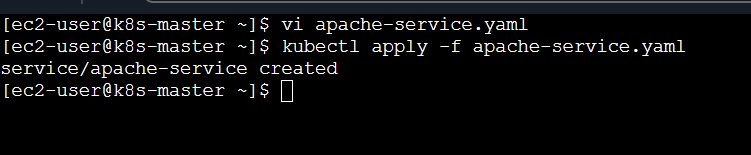 [ec2-user@k8s-master ~]$ vi apache-service.yaml
[ec2-user@k8s-master ~]$ kubectl apply -f apache-service.yaml
service/apache-service created
[ec2-user@k8s-master ~]$